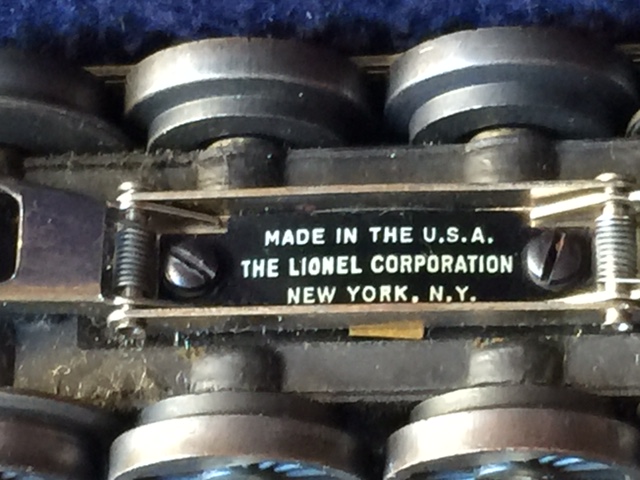 MADE IN THE U.S.A.
THE LIONEL CORPORATION
NEW YORK, N.Y.